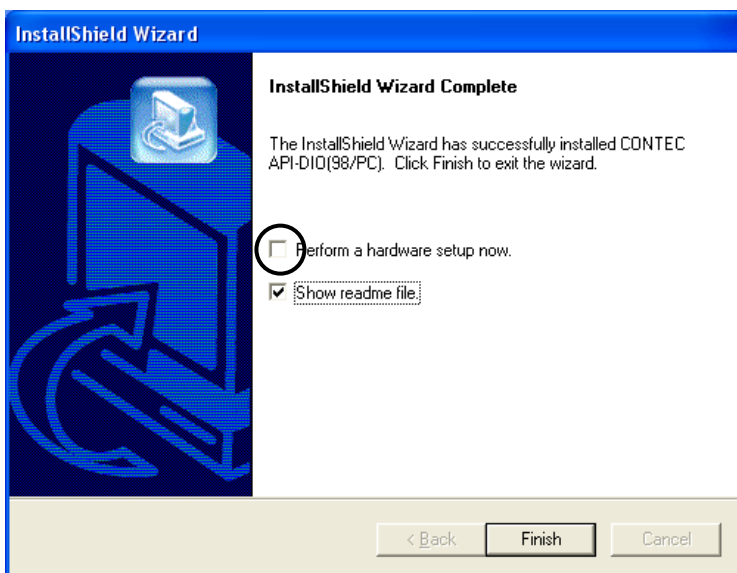 InstallShield Wizard
InstallShield Wizard Complete
The InstallShield Wizard has successfully installed CONTEC
API-DIO(98/PC). Click Finish to exit the wizard.
Perform a hardware setup now.
Show readme file.
< Back
Finish
Cancel